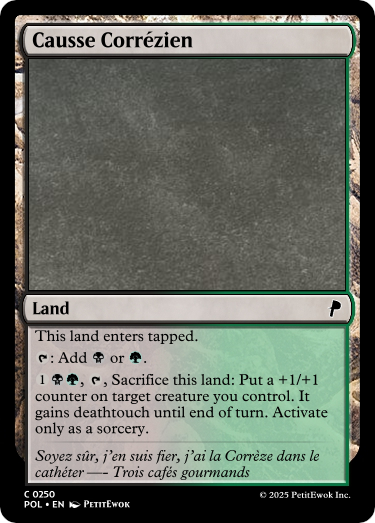 Causse Corrézien
Land
This land enters tapped.
: Add or .
1 , , Sacrifice this land: Put a +1/+1
counter on target creature you control. It
gains deathtouch until end of turn. Activate
only as a sorcery.
Soyez sûr, j'en suis fier, j'ai la Corrèze dans le
cathéter —- Trois cafés gourmands
C 0250
POL • EN PetitEwok
© 2025 PetitEwok Inc.